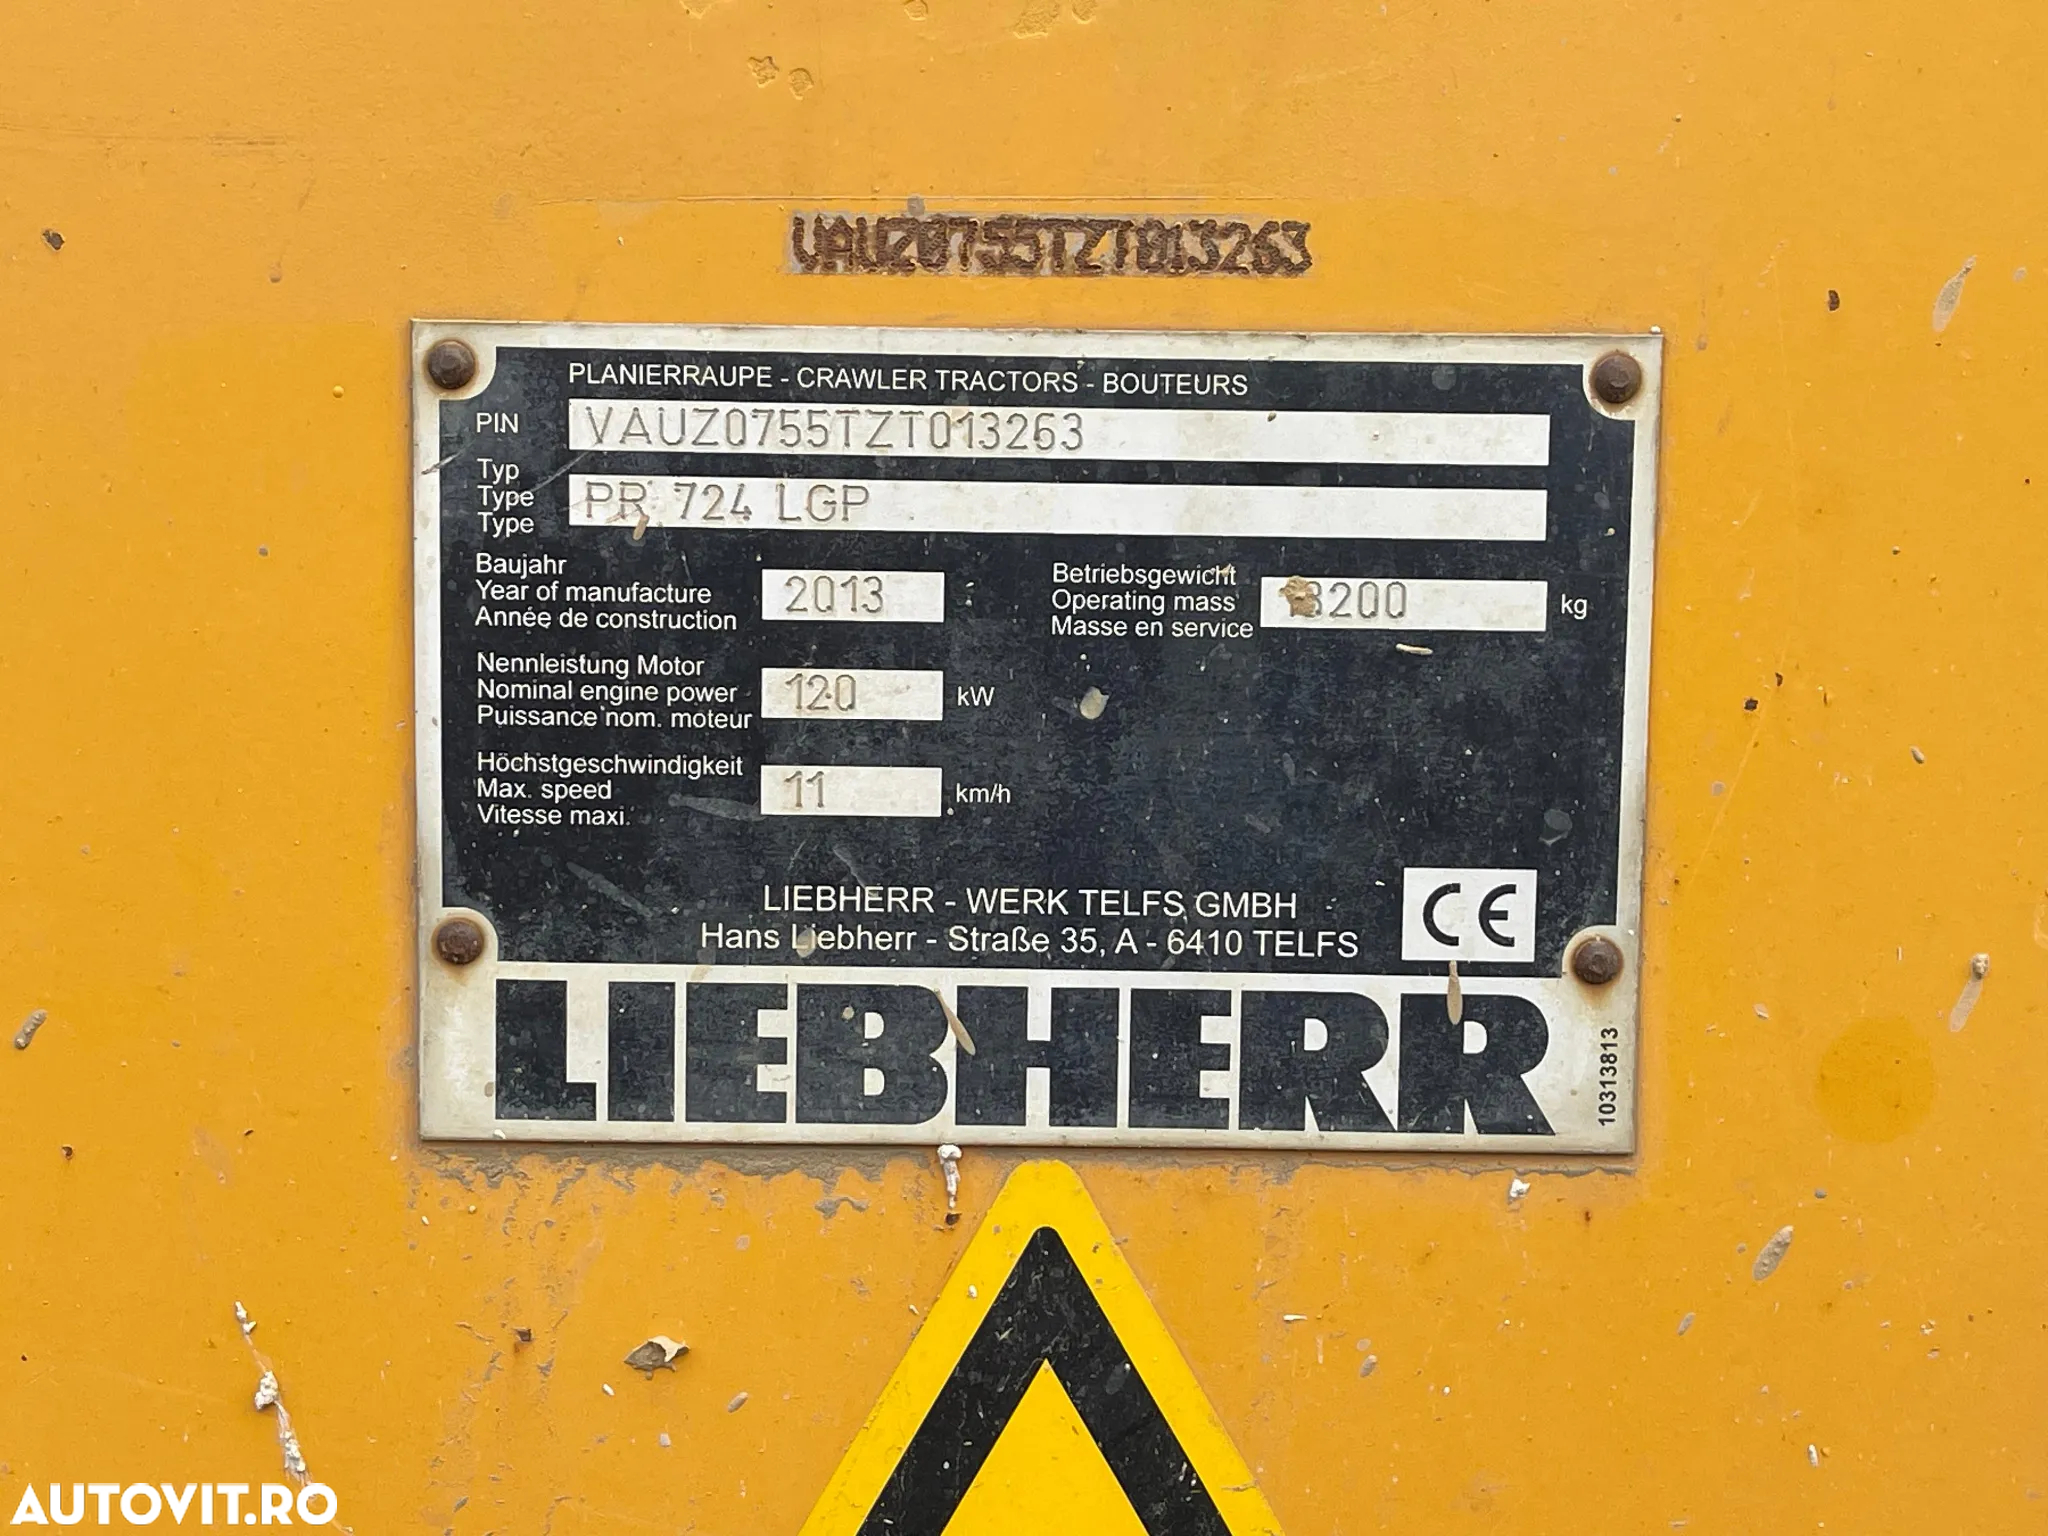 VAUZ0755TZT013263
PLANIERRAUPE - CRAWLER TRACTORS - BOUTEURS
PIN VAUZ0755TZT013263
Typ
Type PR 724 LGP
Type
Baujahr
Year of manufacture 2013
Année de construction
Betriebsgewicht
Operating mass kg
Masse en service
Nennleistung Motor
Nominal engine power 120 kW
Puissance nom. moteur
Höchstgeschwindigkeit
Max. speed 11 km/h
Vitesse maxi.
LIEBHERR - WERK TELFS GMBH
Hans Liebherr - Straße 35, A - 6410 TELFS
CE
LIEBHERR
10313813
AUTOVIT.RO